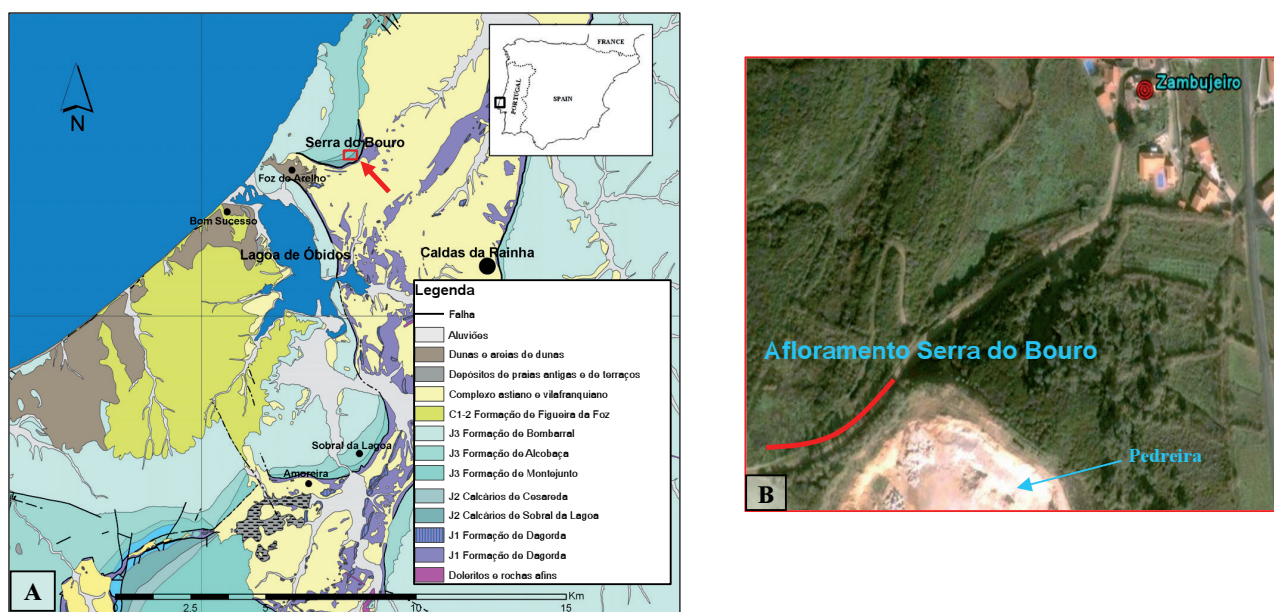 FRANCE
PORTUGAL
SPAIN
N
Serra do Bouro
Foz do Arelho
Bom Sucesso
Lagoa de Óbidos
Caldas da Rainha
Sobral da Lagoa
Amoreira
Legenda
Falha
Aluviões
Dunas e areias de dunas
Depósitos de praias antigas e de terraços
Complexo astiano e vilafranquiano
C1-2 Formação de Figueira da Foz
J3 Formação de Bombarral
J3 Formação de Alcobaça
J3 Formação de Montejunto
J2 Calcários de Cesareda
J2 Calcários de Sobral da Lagoa
J1 Formação de Dagorda
J1 Formação de Dagorda
Doleritos e rochas afins
A
Km
2,5 5 10 15
Zambujeiro
Afloramento Serra do Bouro
Pedreira
B